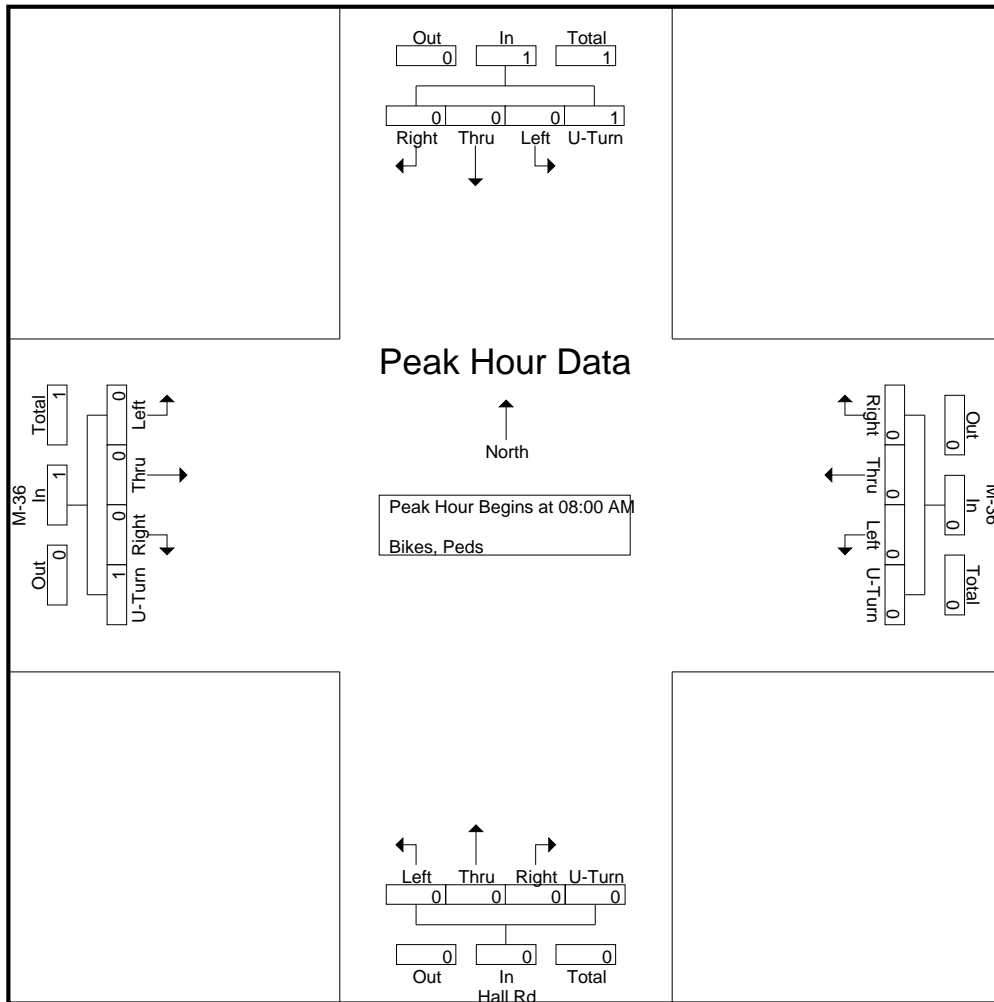 Out In Total
0 1 1
0 0 0 1
Right Thru Left U-Turn
Peak Hour Data
North
Peak Hour Begins at 08:00 AM
Bikes, Peds
M-36
Total In Out
1 1 0
0 0 0 1
Left Thru Right U-Turn
Right Thru Left U-Turn
0 0 0 0
Out In Total
0 0 0
M-36
Left Thru Right U-Turn
0 0 0 0
0 0 0
Out In Total
Hall Rd